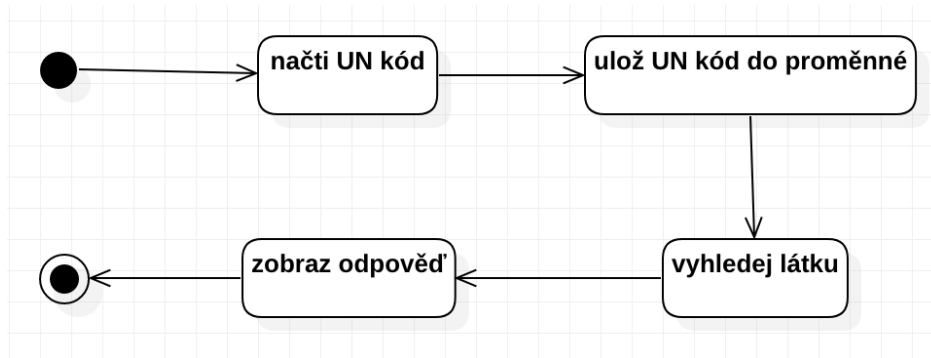 načti UN kód
ulož UN kód do proměnné
vyhledej látku
zobraz odpověď